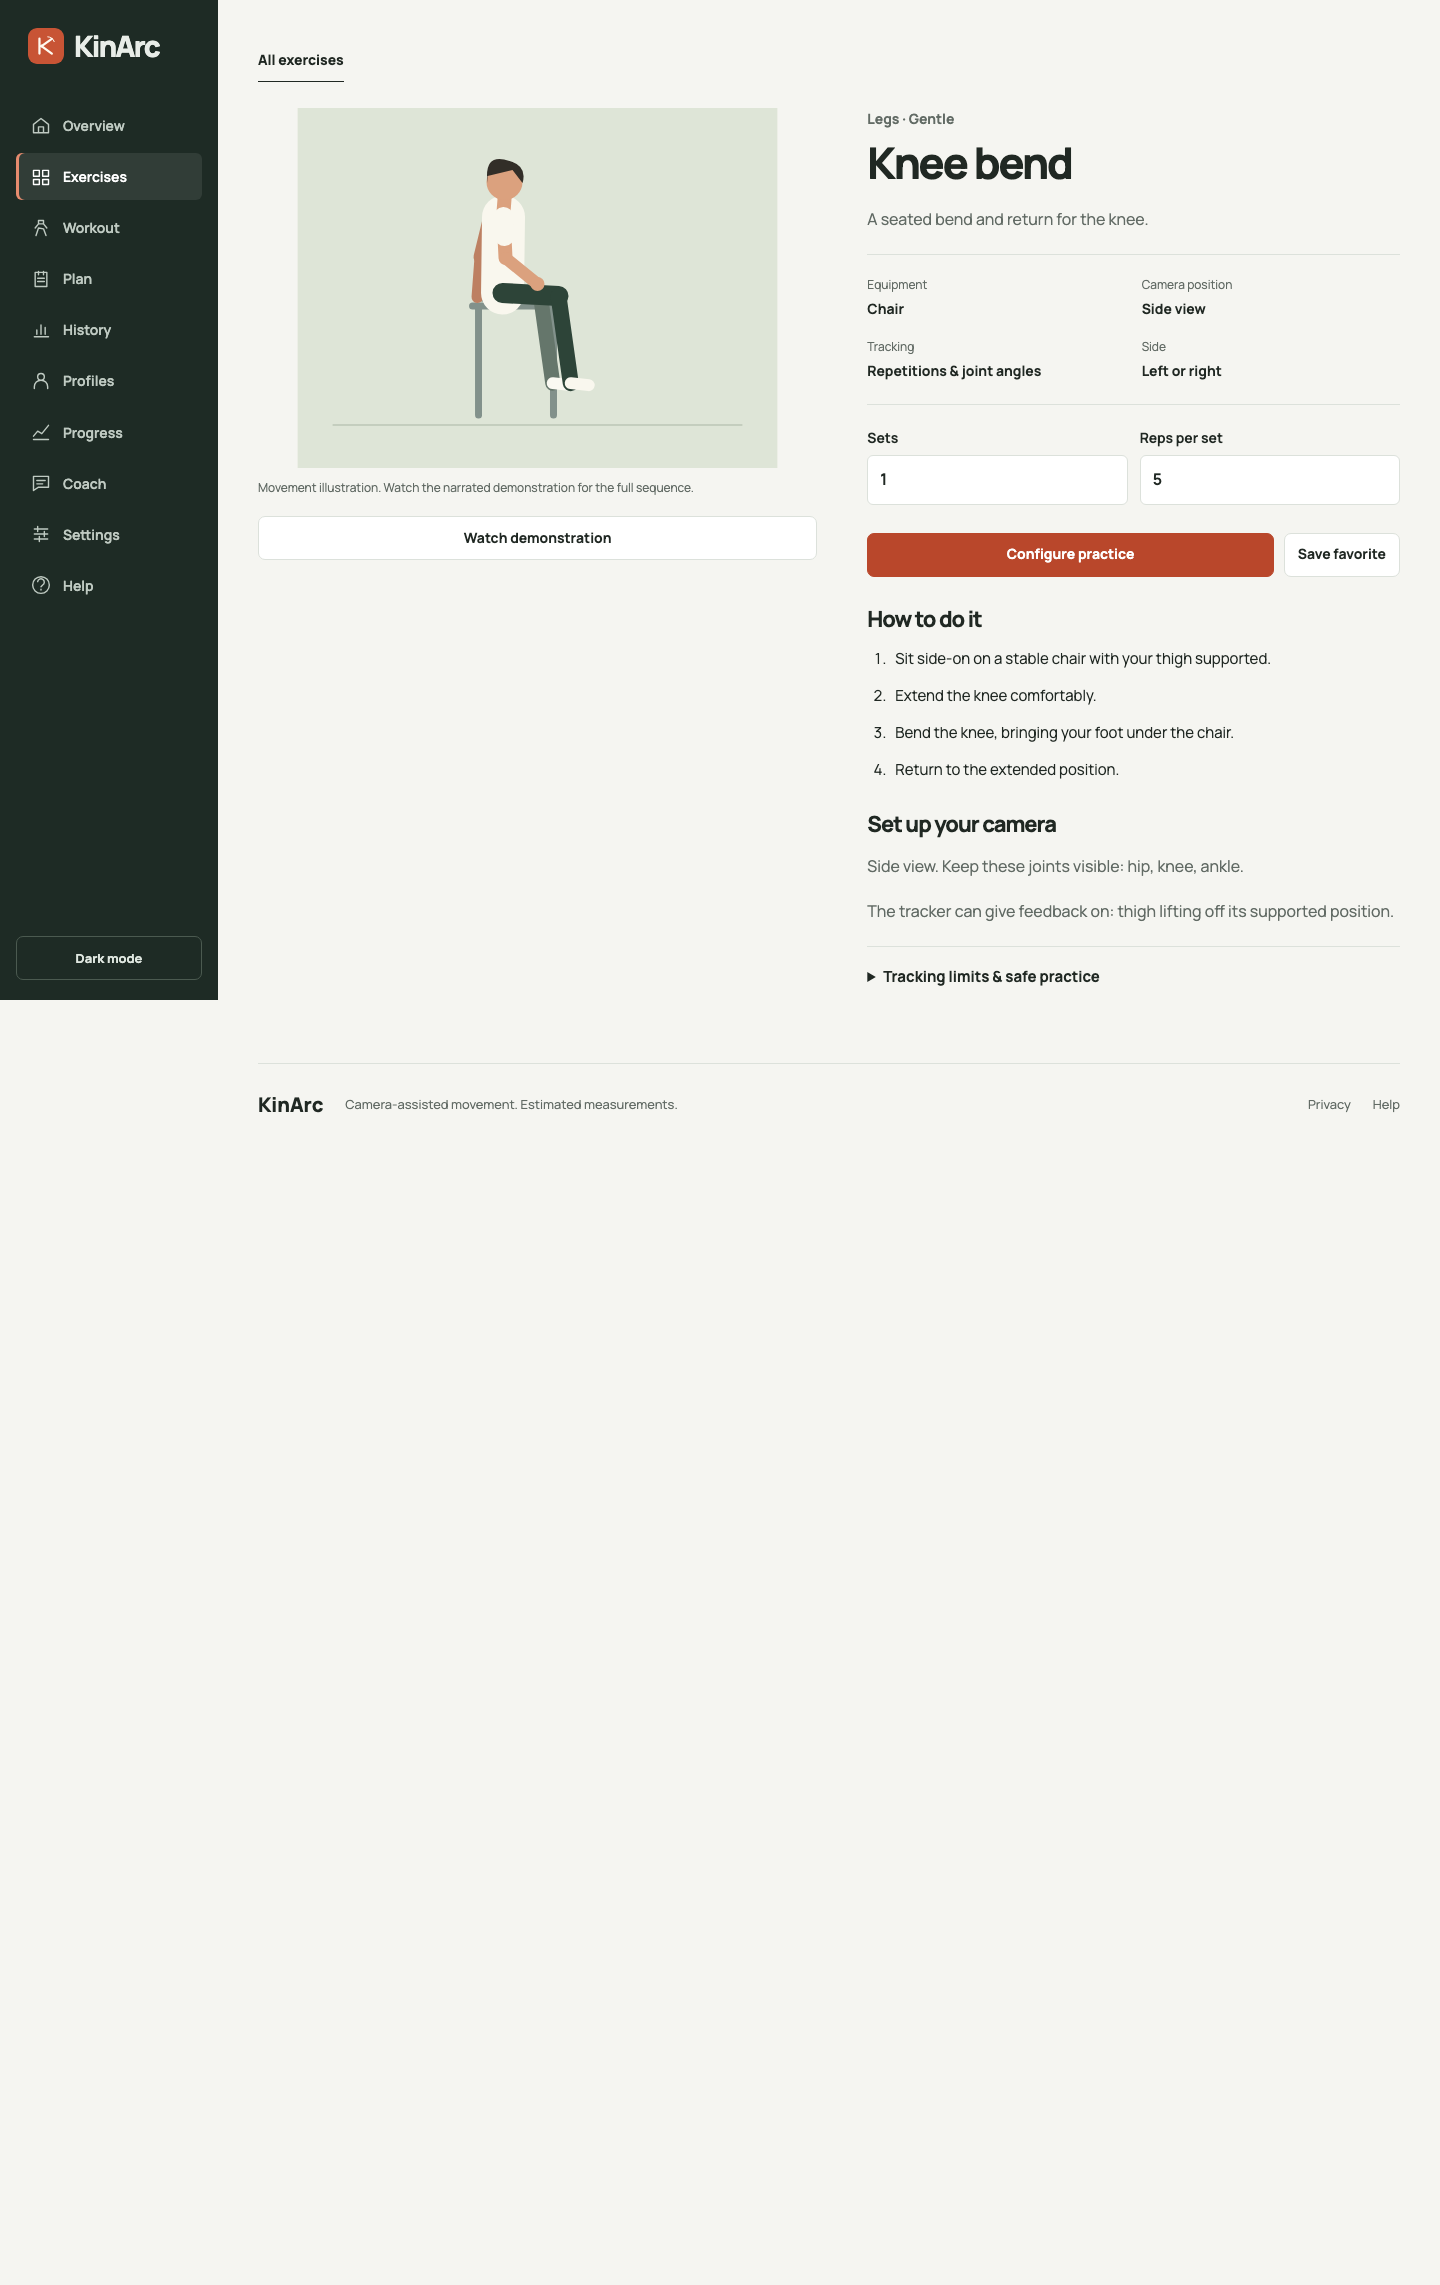 KinArc
Overview
Exercises
Workout
Plan
History
Profiles
Progress
Coach
Settings
Help
Dark mode
All exercises
Movement illustration. Watch the narrated demonstration for the full sequence.
Watch demonstration
Legs · Gentle
Knee bend
A seated bend and return for the knee.
Equipment
Chair
Camera position
Side view
Tracking
Repetitions & joint angles
Side
Left or right
Sets
1
Reps per set
5
Configure practice
Save favorite
How to do it
1. Sit side-on on a stable chair with your thigh supported.
2. Extend the knee comfortably.
3. Bend the knee, bringing your foot under the chair.
4. Return to the extended position.
Set up your camera
Side view. Keep these joints visible: hip, knee, ankle.
The tracker can give feedback on: thigh lifting off its supported position.
Tracking limits & safe practice
KinArc
Camera-assisted movement. Estimated measurements.
Privacy
Help